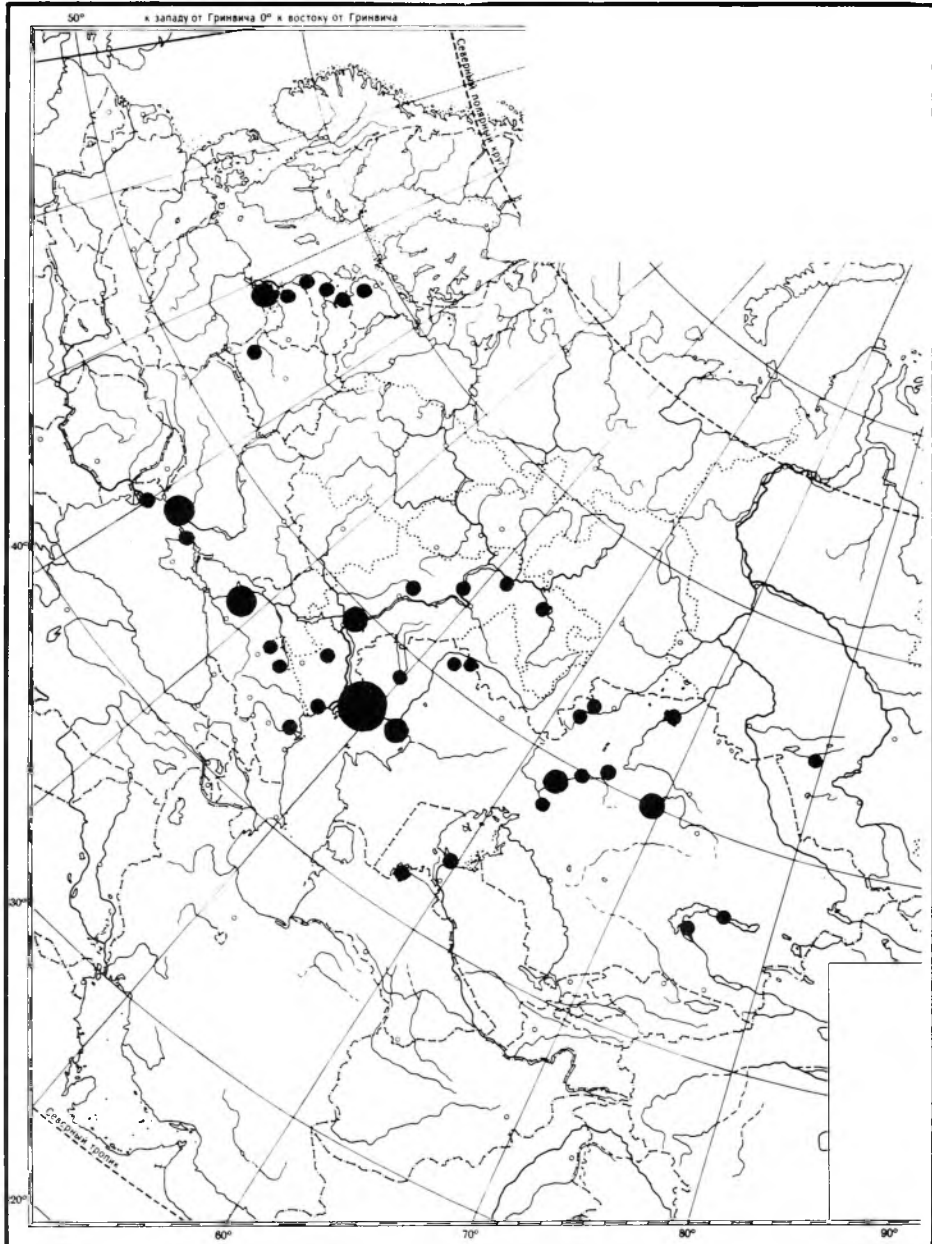 50° к западу от Гринвича 0° к востоку от Гринвича
Северный полярный круг
40°
30°
Северный тропик
20°
60° 70° 80° 90°